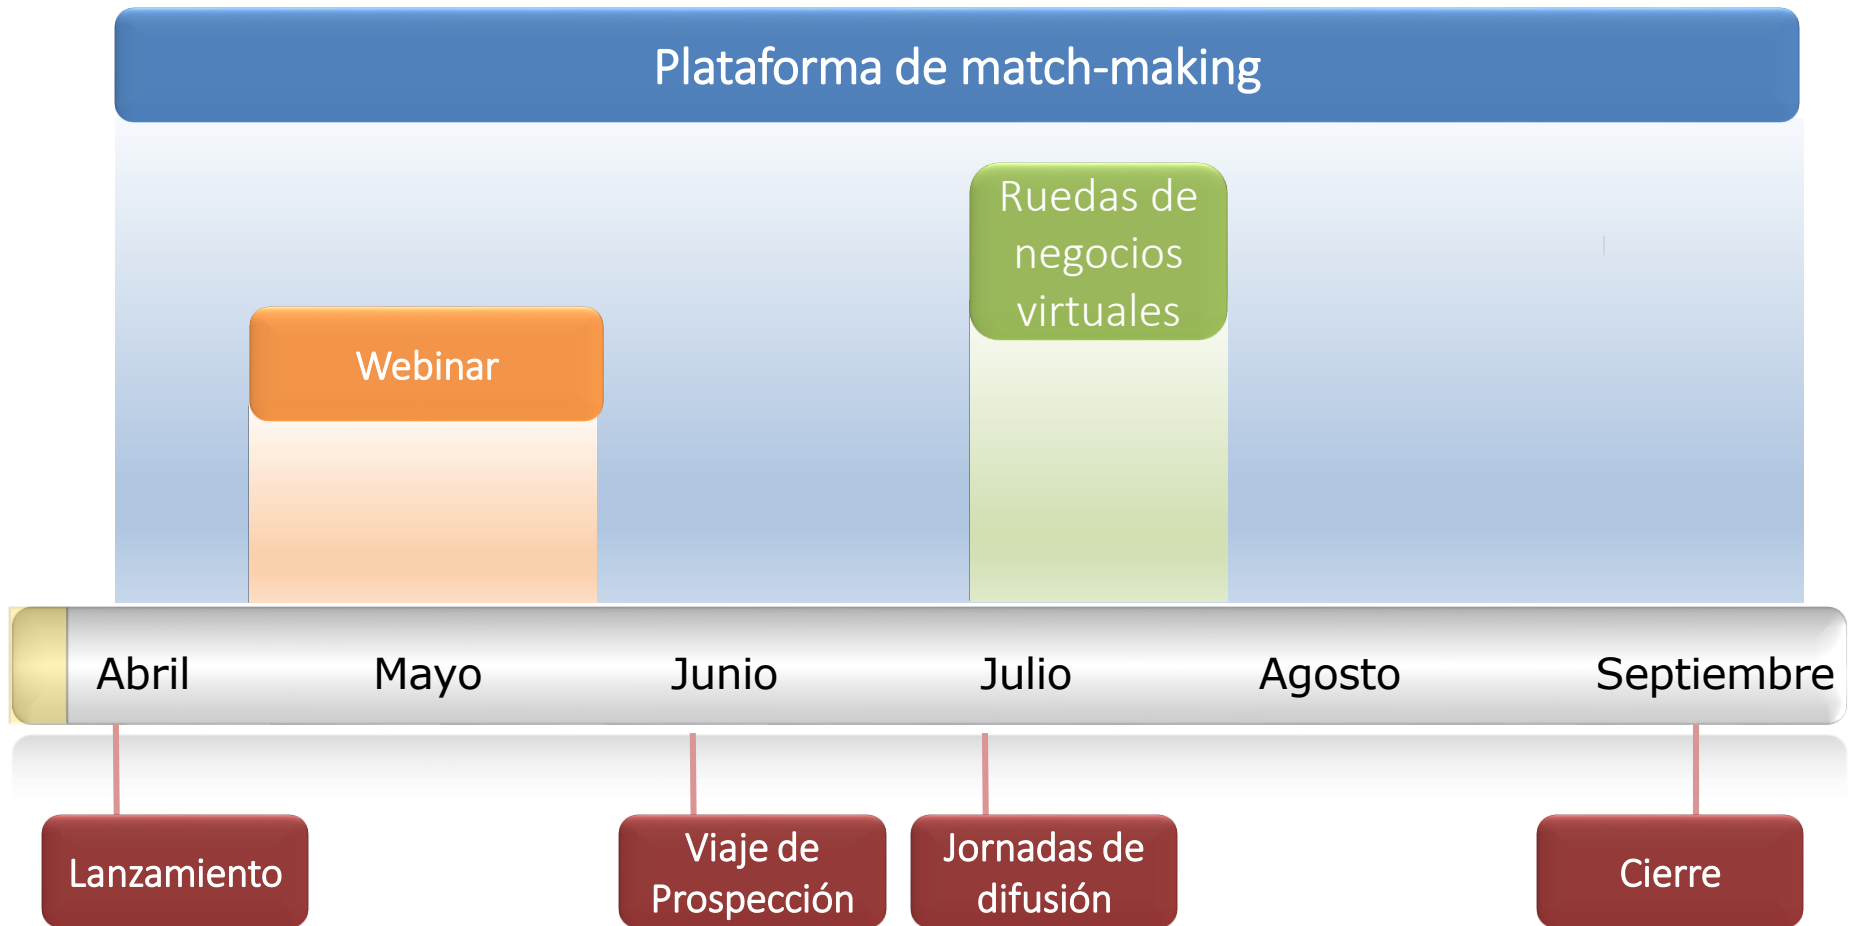 Plataforma de match-making
Ruedas de
negocios
virtuales
Webinar
Abril Mayo Junio Julio Agosto Septiembre
Lanzamiento
Viaje de
Prospección
Jornadas de
difusión
Cierre